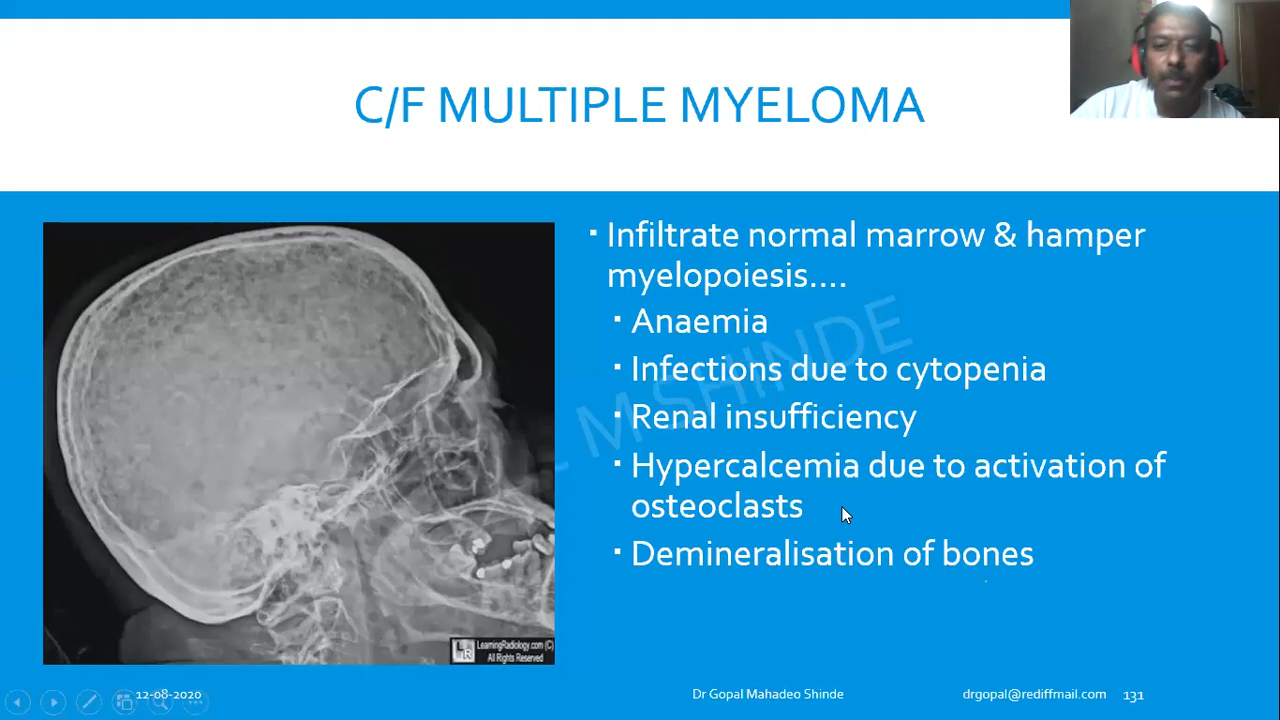 C/F MULTIPLE MYELOMA
▪ Infiltrate normal marrow & hamper
myelopoiesis....
▪ Anaemia
▪ Infections due to cytopenia
▪ Renal insufficiency
▪ Hypercalcemia due to activation of
osteoclasts
▪ Demineralisation of bones
M SHINDE
LR
LearningRadiology.com (C)
All Rights Reserved
12-08-2020
Dr Gopal Mahadeo Shinde
drgopal@rediffmail.com
131